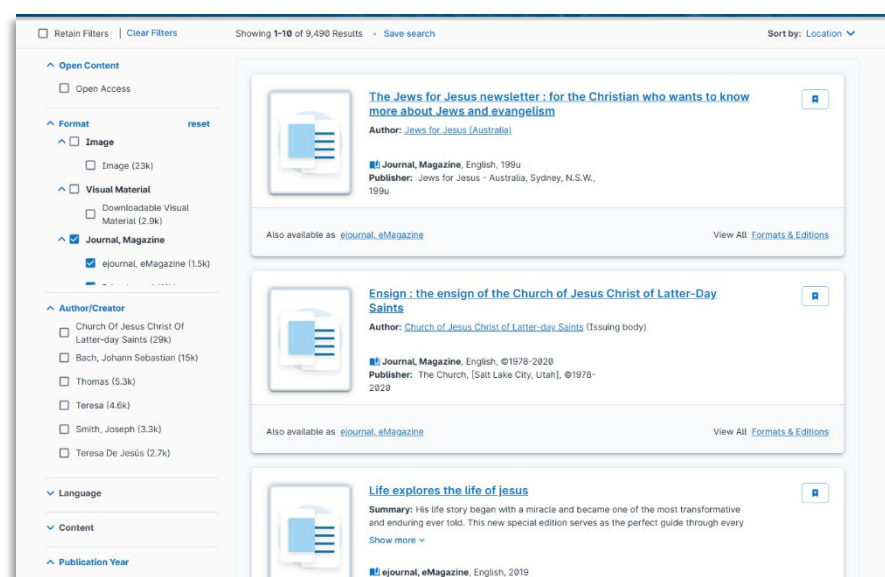 Retain Filters | Clear Filters
Showing 1-10 of 9,490 Results • Save search
Sort by: Location
Open Content
Open Access
Format reset
Image
Image (23k)
Visual Material
Downloadable Visual
Material (2.9k)
Journal, Magazine
ejournal, eMagazine (1.5k)
Author/Creator
Church Of Jesus Christ Of
Latter-day Saints (29k)
Bach, Johann Sebastian (15k)
Thomas (5.3k)
Teresa (4.6k)
Smith, Joseph (3.3k)
Teresa De Jesús (2.7k)
Language
Content
Publication Year
The Jews for Jesus newsletter : for the Christian who wants to know
more about Jews and evangelism
Author: Jews for Jesus (Australia)
Journal, Magazine, English, 199u
Publisher: Jews for Jesus - Australia, Sydney, N.S.W.,
199u
Also available as ejournal, eMagazine
View All Formats & Editions
Ensign : the ensign of the Church of Jesus Christ of Latter-Day
Saints
Author: Church of Jesus Christ of Latter-day Saints (Issuing body)
Journal, Magazine, English, ©1978-2020
Publisher: The Church, [Salt Lake City, Utah], ©1978-
2020
Also available as ejournal, eMagazine
View All Formats & Editions
Life explores the life of jesus
Summary: His life story began with a miracle and became one of the most transformative
and enduring ever told. This new special edition serves as the perfect guide through every
Show more
ejournal, eMagazine, English, 2019